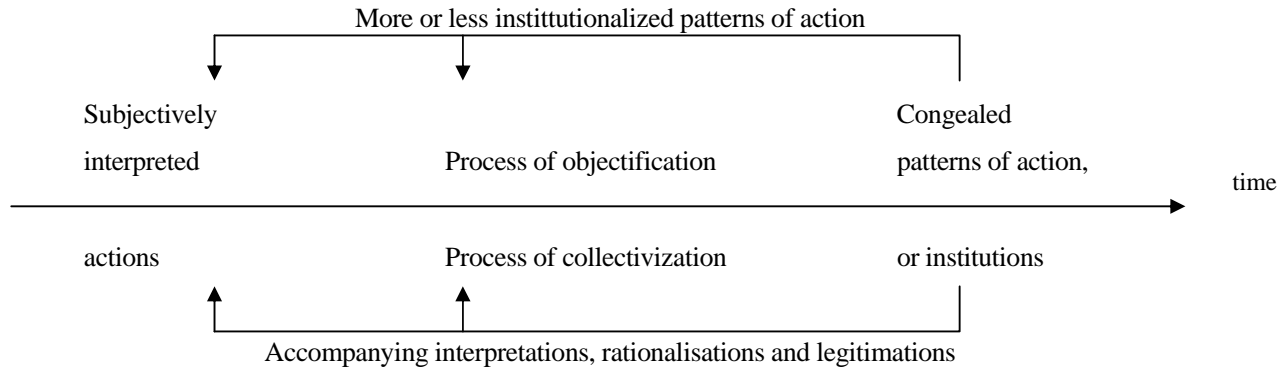 More or less instittutionalized patterns of action
Subjectively Congealed
interpreted Process of objectification patterns of action,
time
actions Process of collectivization or institutions
Accompanying interpretations, rationalisations and legitimations